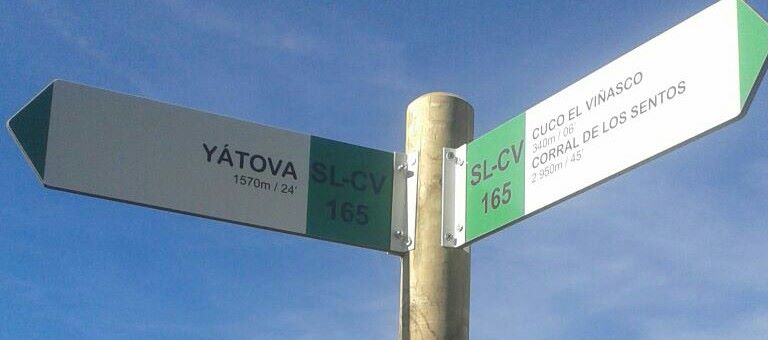 YÁTOVA
1570m / 24'
SL-CV
165
SL-CV
165
CUCO EL VIÑASCO
340m / 06'
CORRAL DE LOS SENTOS
2.950m / 45'